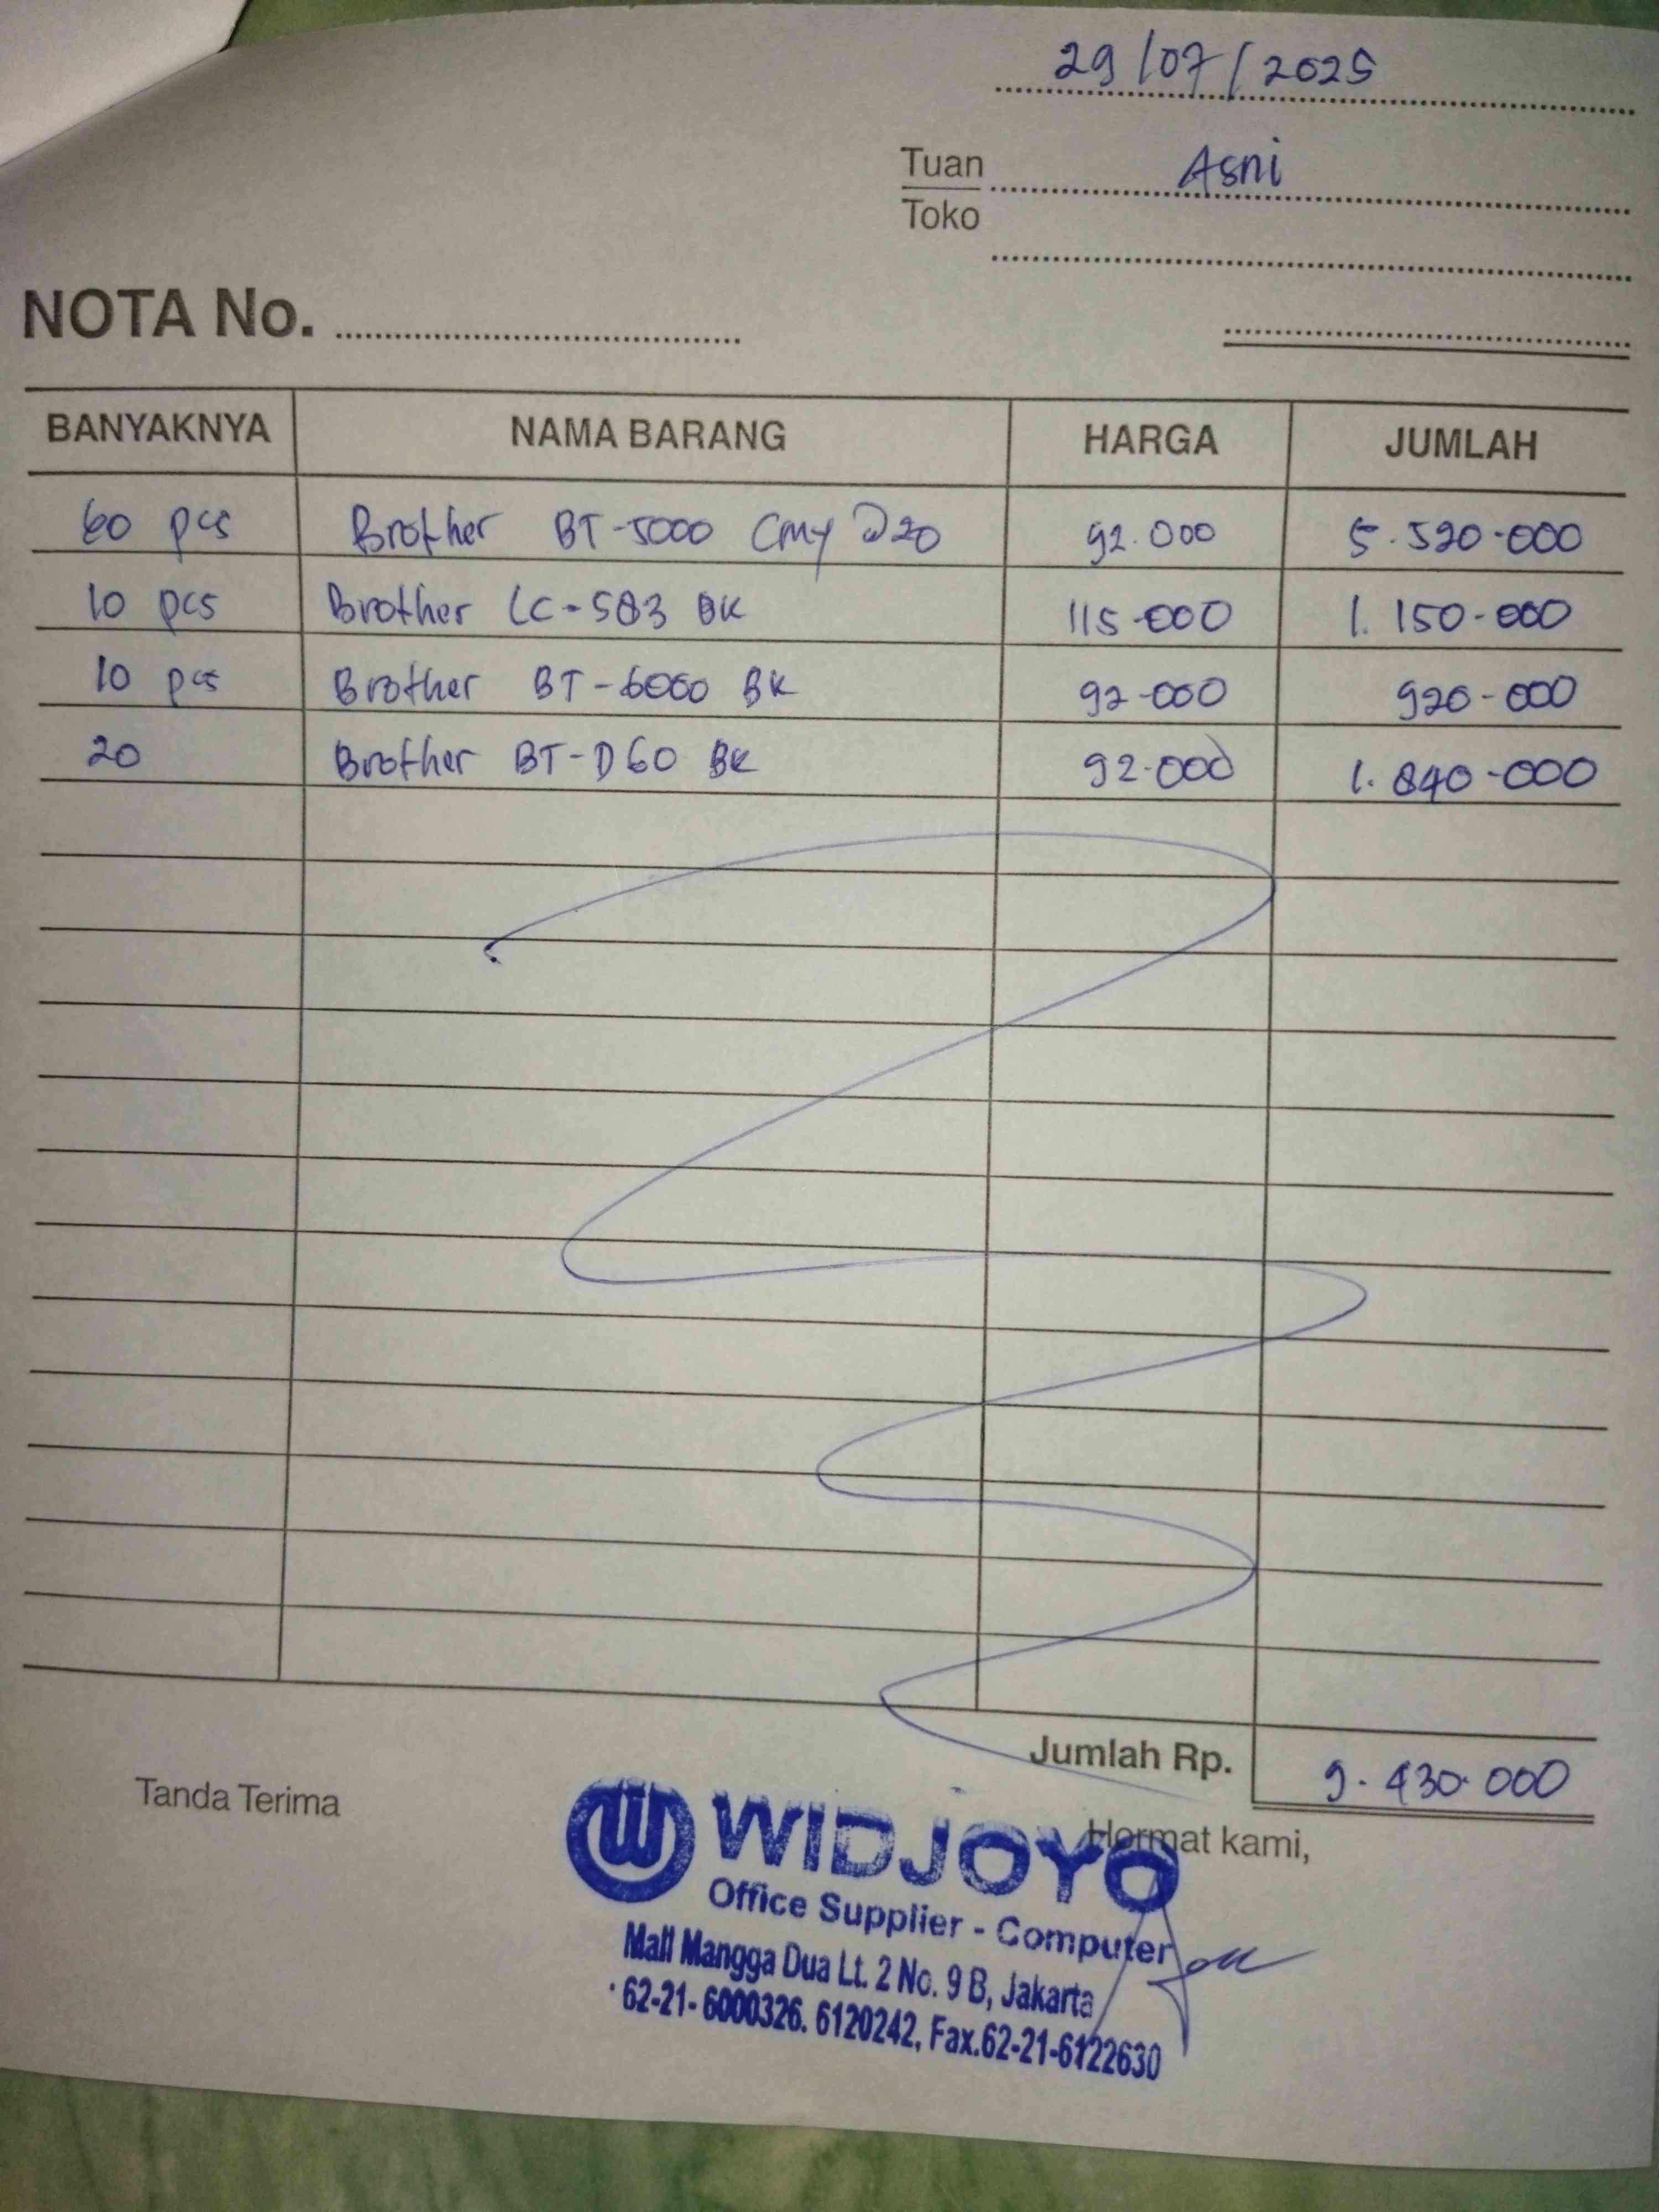 29/07/2025
Tuan Asni
Toko
NOTA No.
BANYAKNYA NAMA BARANG HARGA JUMLAH
60 pcs Brother BT-5000 CMY @20 92.000 5.520.000
10 pcs Brother LC-583 BK 115.000 1.150.000
10 pcs Brother BT-6000 BK 92.000 920.000
20 Brother BT-D60 BK 92.000 1.840.000
Jumlah Rp. 9.430.000
Tanda Terima
Hormat kami,
WIDJOYO
Office Supplier - Computer
Mall Mangga Dua Lt. 2 No. 9 B, Jakarta
62-21-6000326. 6120242, Fax.62-21-6122630